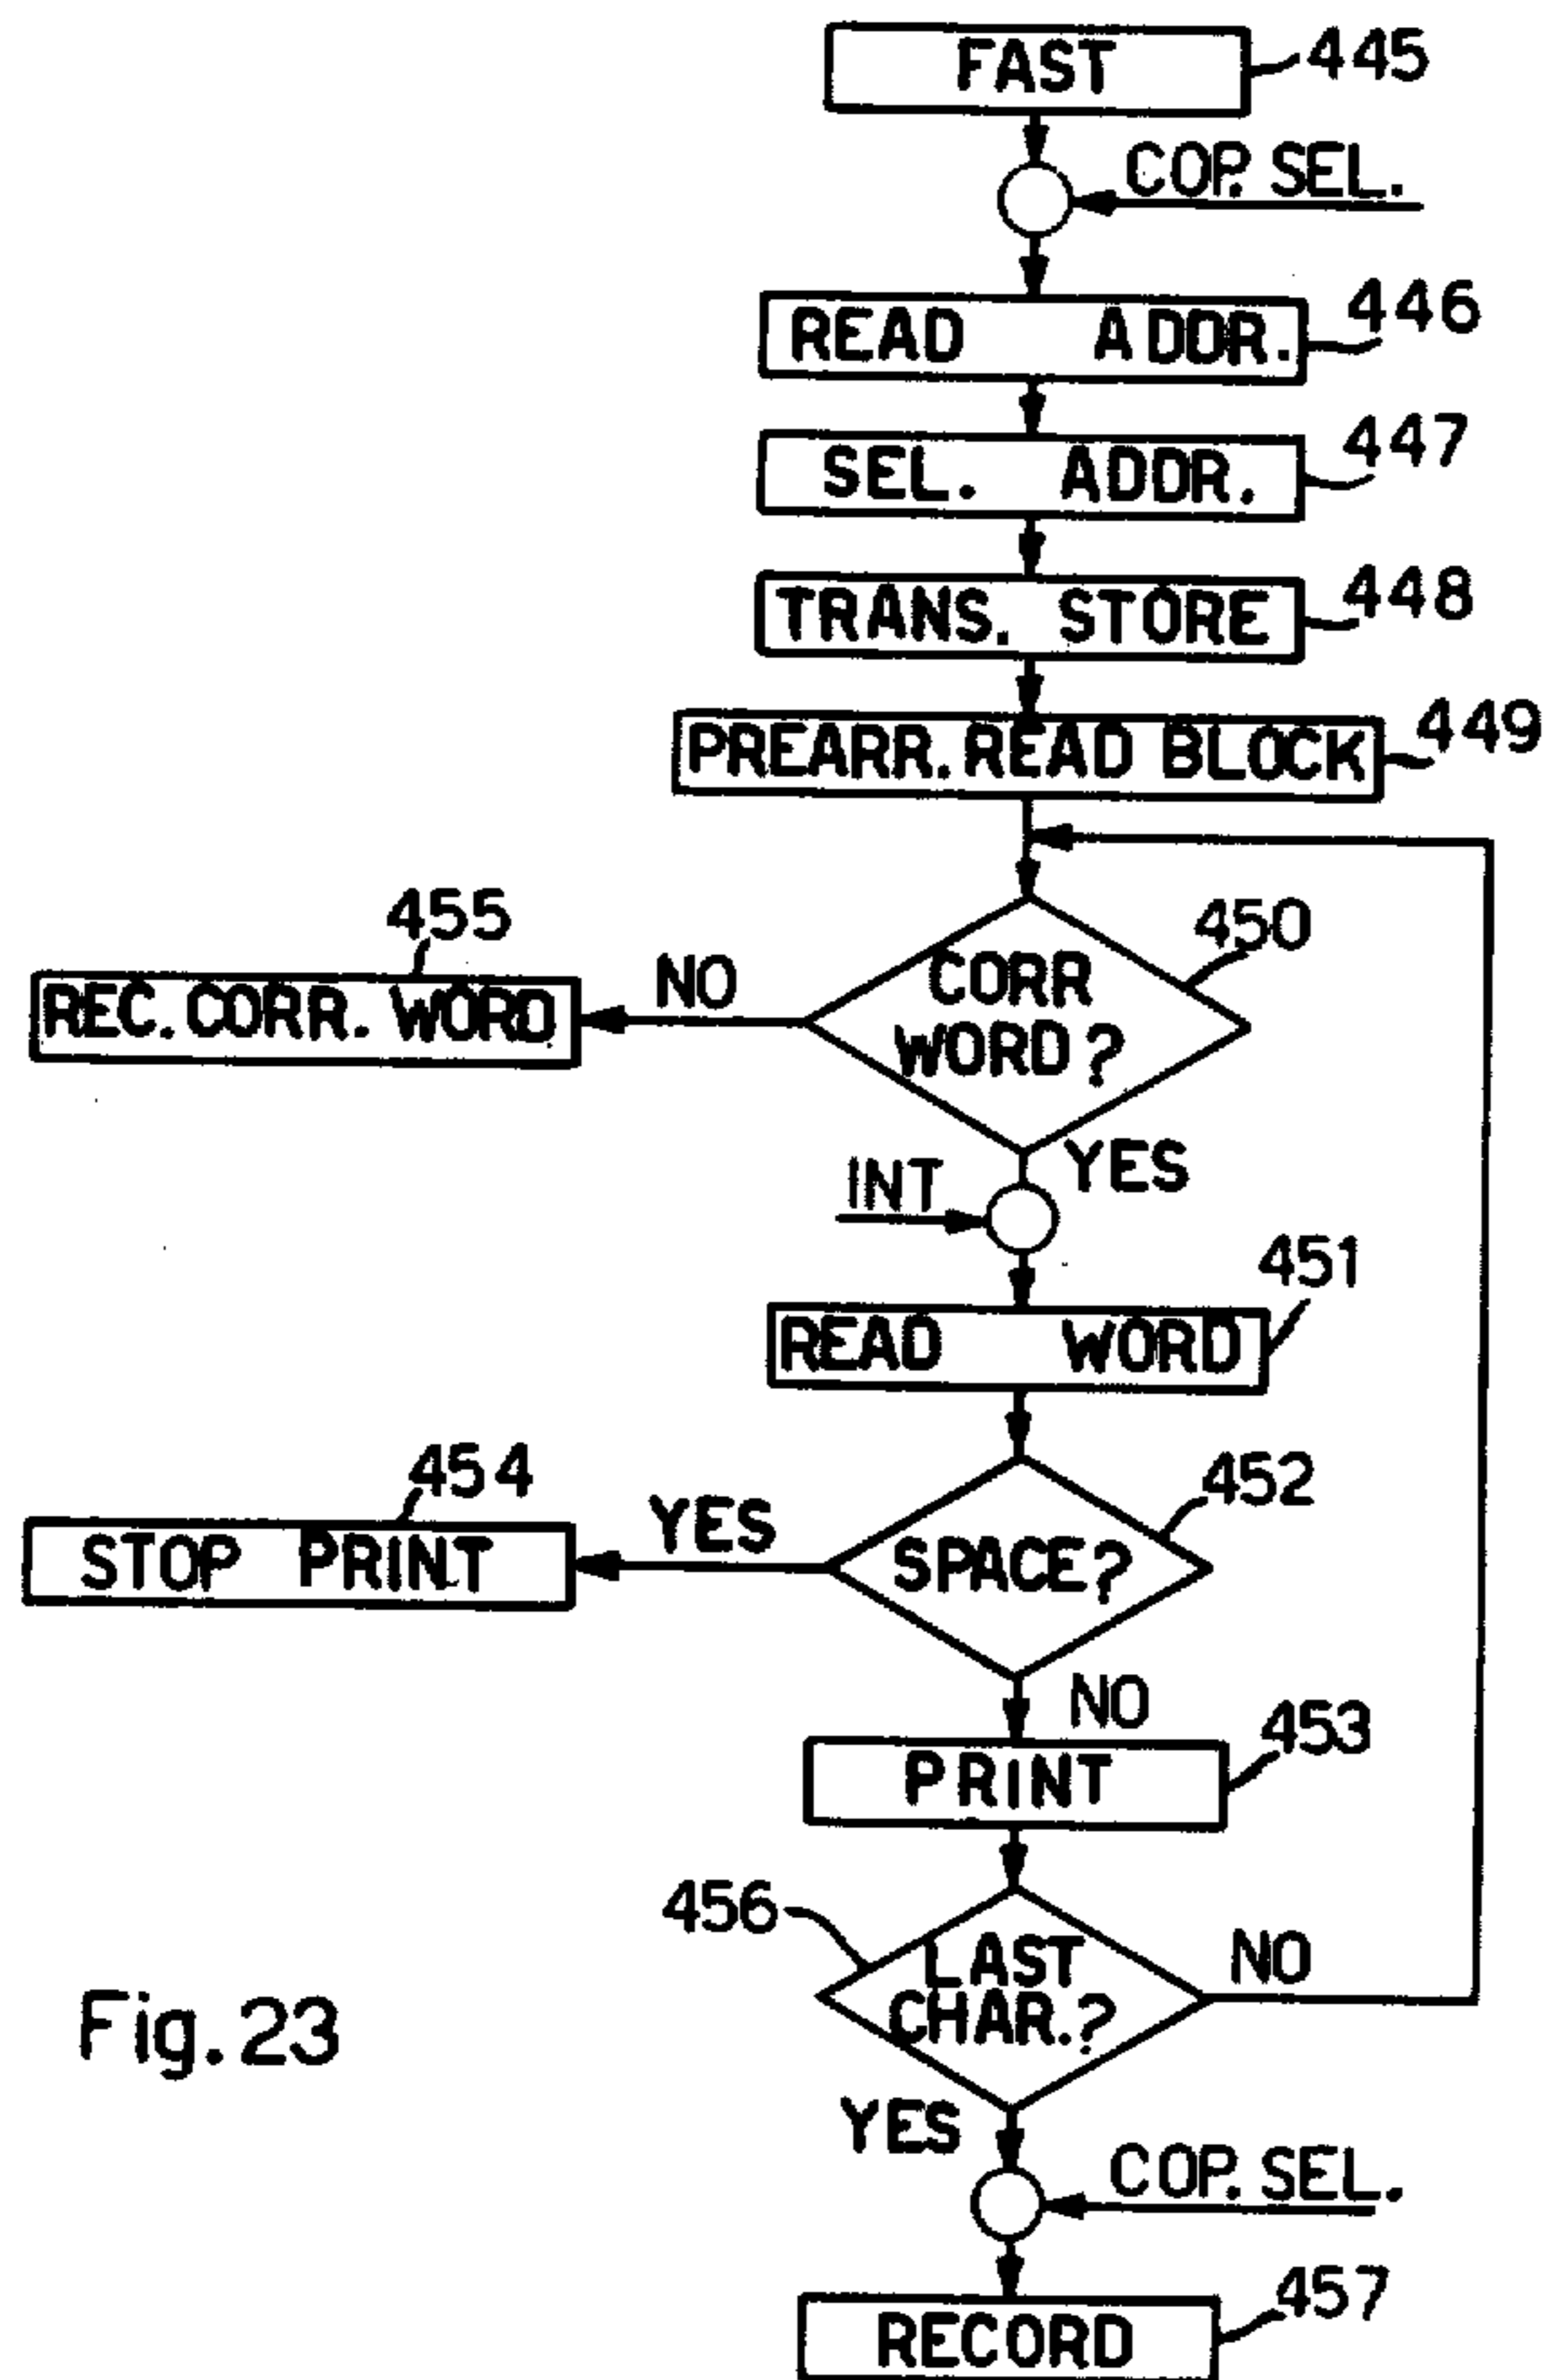 FAST
445
COP. SEL.
READ ADDR.
446
SEL. ADDR.
447
TRANS. STORE
448
PREARR. READ BLOCK
449
455
450
REC. CORR. WORD
NO
CORR
WORD?
YES
INT
451
READ WORD
454
452
STOP PRINT
YES
SPACE?
NO
453
PRINT
456
LAST
CHAR.?
NO
Fig. 23
YES
COP. SEL.
457
RECORD